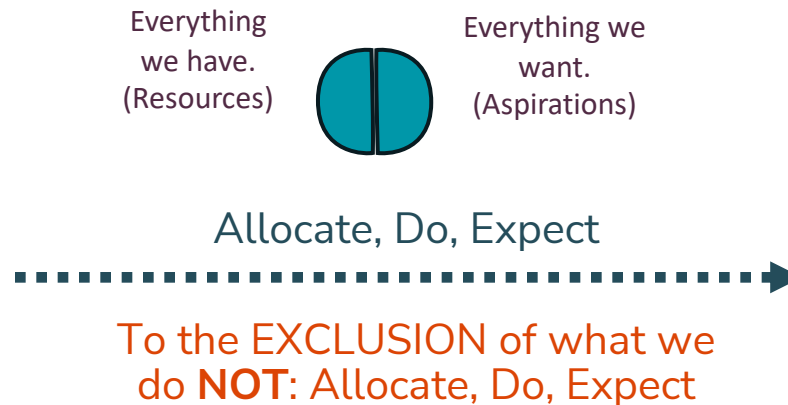 Everything
we have.
(Resources)
Everything we
want.
(Aspirations)
Allocate, Do, Expect
To the EXCLUSION of what we
do NOT: Allocate, Do, Expect